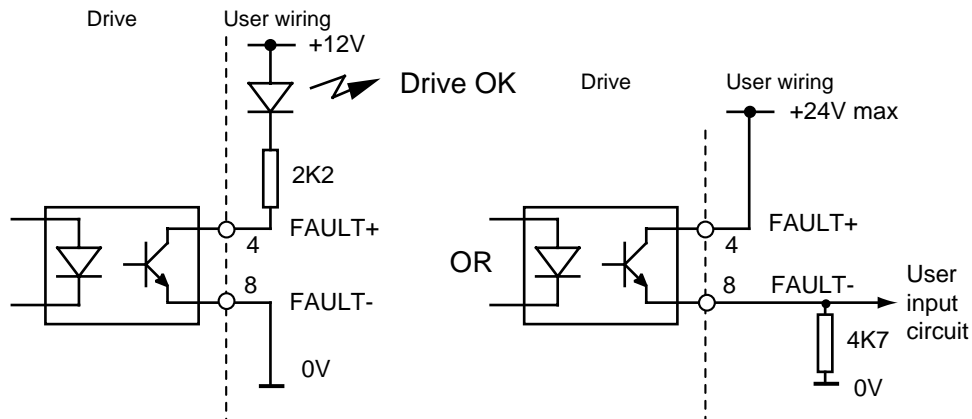 Drive
User wiring
+12V
Drive OK
2K2
FAULT+
4
8
FAULT-
0V
OR
Drive
User wiring
+24V max
FAULT+
4
8
FAULT-
User
input
circuit
4K7
0V